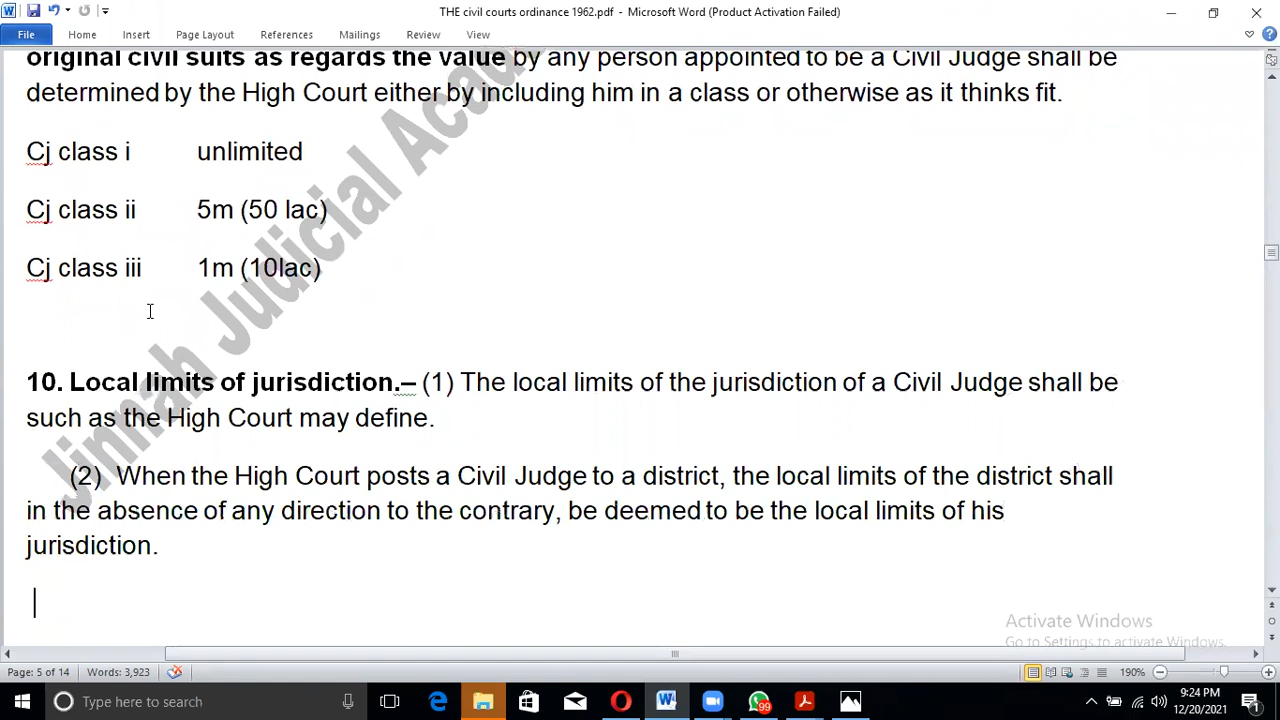 THE civil courts ordinance 1962.pdf - Microsoft Word (Product Activation Failed)
File Home Insert Page Layout References Mailings Review View
original civil suits as regards the value by any person appointed to be a Civil Judge shall be
determined by the High Court either by including him in a class or otherwise as it thinks fit.
Cj class i unlimited
Cj class ii 5m (50 lac)
Cj class iii 1m (10lac)
10. Local limits of jurisdiction.– (1) The local limits of the jurisdiction of a Civil Judge shall be
such as the High Court may define.
(2) When the High Court posts a Civil Judge to a district, the local limits of the district shall
in the absence of any direction to the contrary, be deemed to be the local limits of his
jurisdiction.
Jinnah Judicial Acad
Activate Windows
Go to Settings to activate Windows.
Page: 5 of 14 Words: 3,923 190%
Type here to search
99
9:24 PM
12/20/2021
1